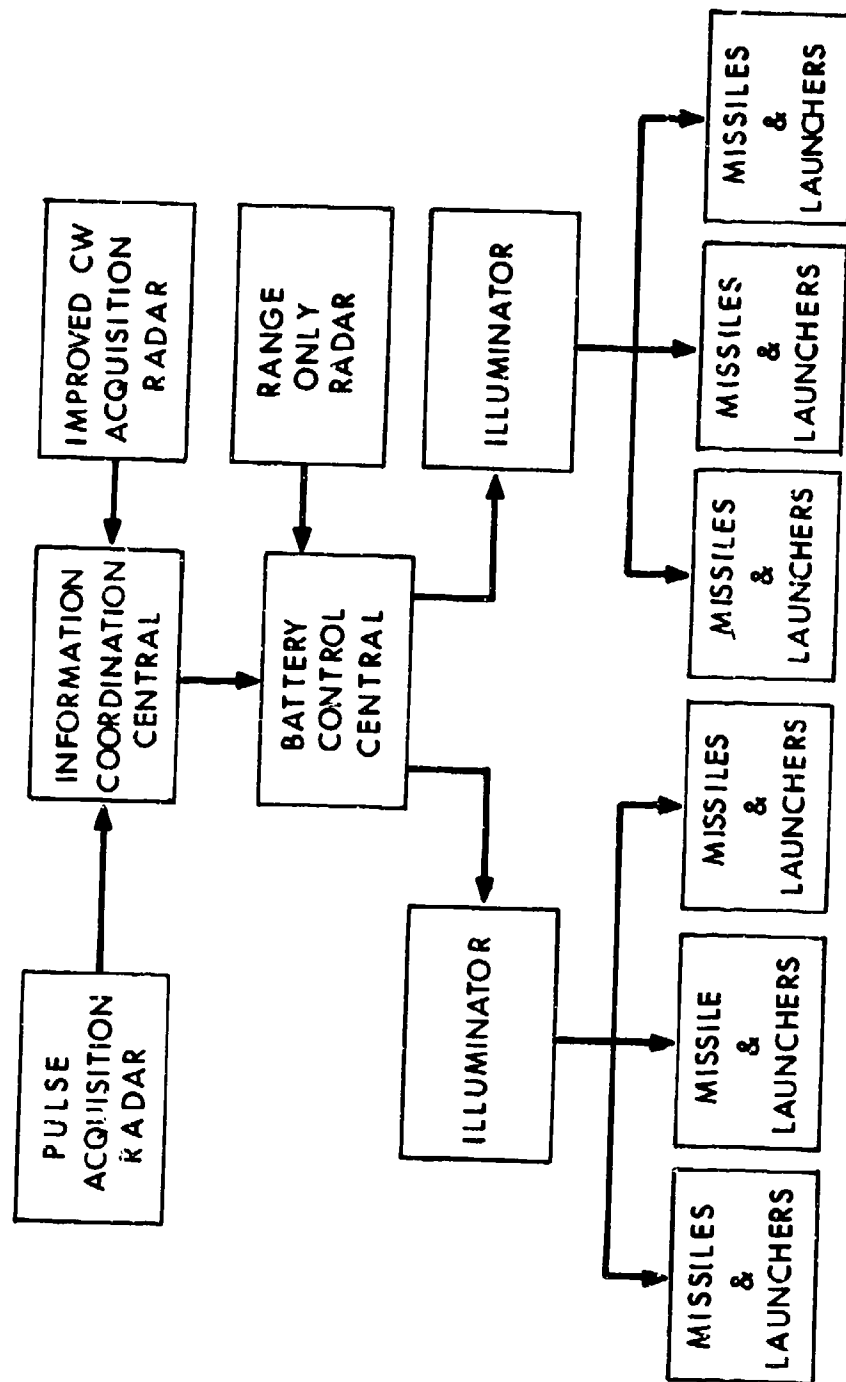 PULSE
ACQUISITION
RADAR
INFORMATION
COORDINATION
CENTRAL
IMPROVED CW
ACQUISITION
RADAR
BATTERY
CONTROL
CENTRAL
RANGE
ONLY
RADAR
ILLUMINATOR
ILLUMINATOR
MISSILES
&
LAUNCHERS
MISSILE
&
LAUNCHERS
MISSILES
&
LAUNCHERS
MISSILES
&
LAUNCHERS
MISSILES
&
LAUNCHERS
MISSILES
&
LAUNCHERS